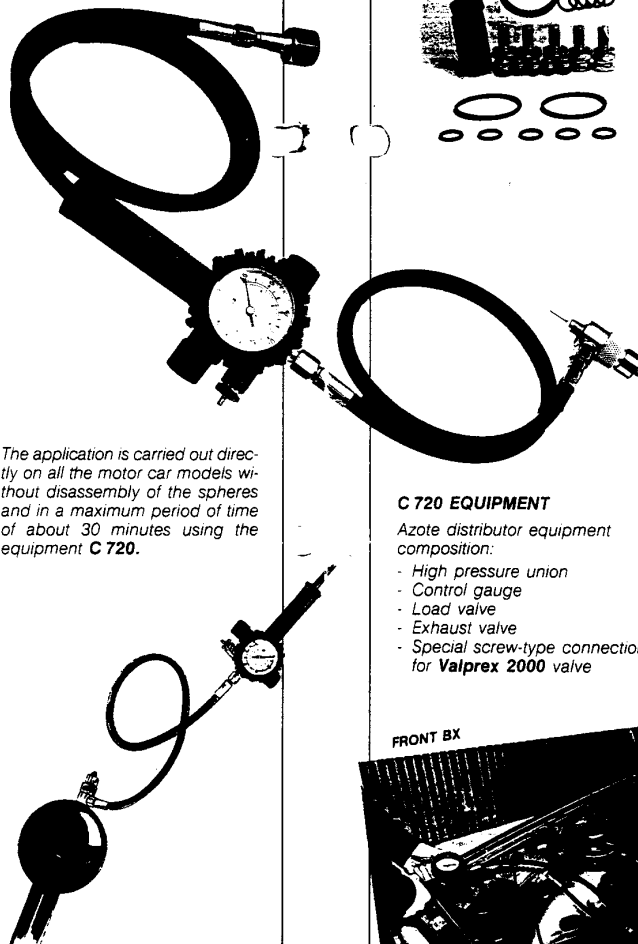 The application is carried out direc-
tly on all the motor car models wi-
thout disassembly of the spheres
and in a maximum period of time
of about 30 minutes using the
equipment C 720.
C 720 EQUIPMENT
Azote distributor equipment
composition:
- High pressure union
- Control gauge
- Load valve
- Exhaust valve
- Special screw-type connection
for Valprex 2000 valve
FRONT BX